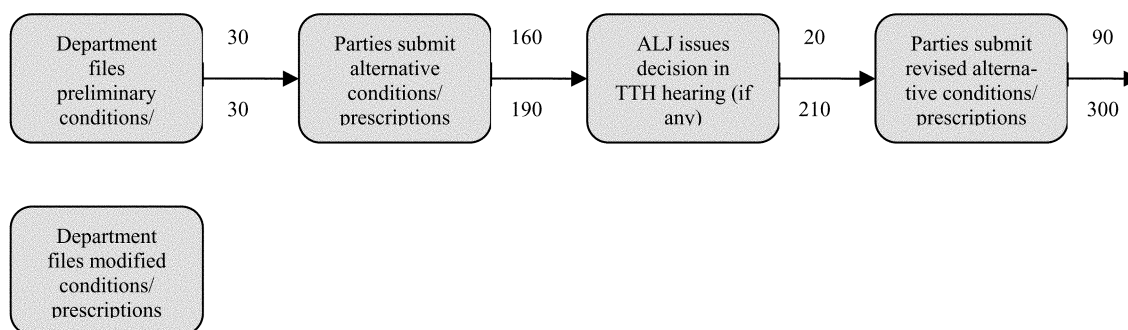 Department
files
preliminary
conditions/
30
30
Parties submit
alternative
conditions/
prescriptions
160
190
ALJ issues
decision in
TTH hearing (if
any)
20
210
Parties submit
revised alterna-
tive conditions/
prescriptions
90
300
Department
files modified
conditions/
prescriptions